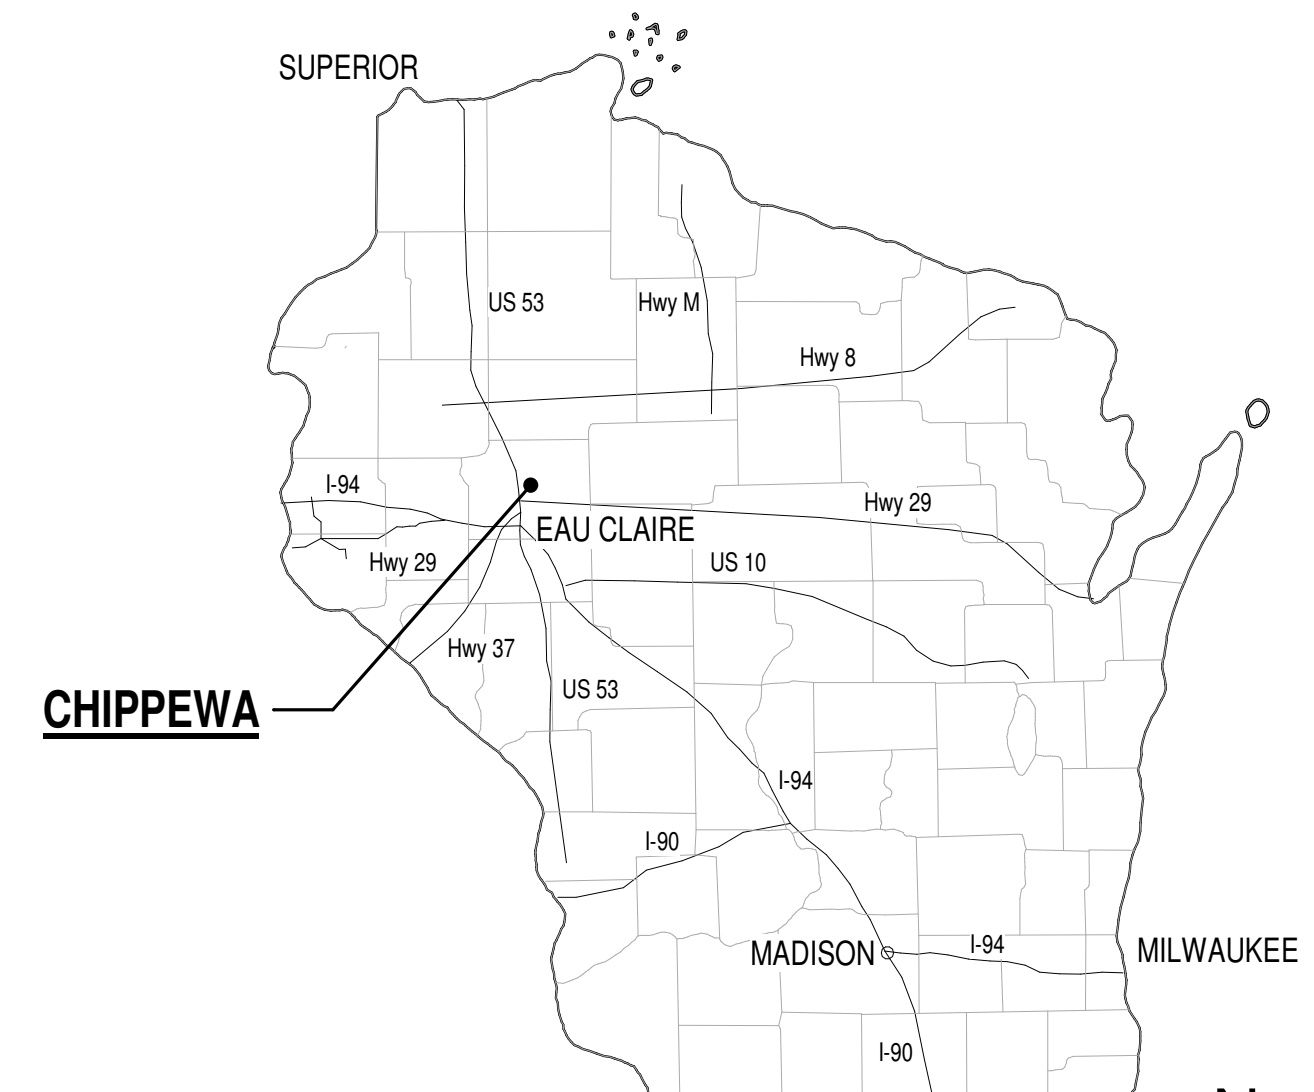 SUPERIOR
US 53
Hwy M
Hwy 8
I-94
Hwy 29
EAU CLAIRE
Hwy 29
US 10
Hwy 37
US 53
CHIPPEWA
I-94
I-90
MADISON
I-94
MILWAUKEE
I-90